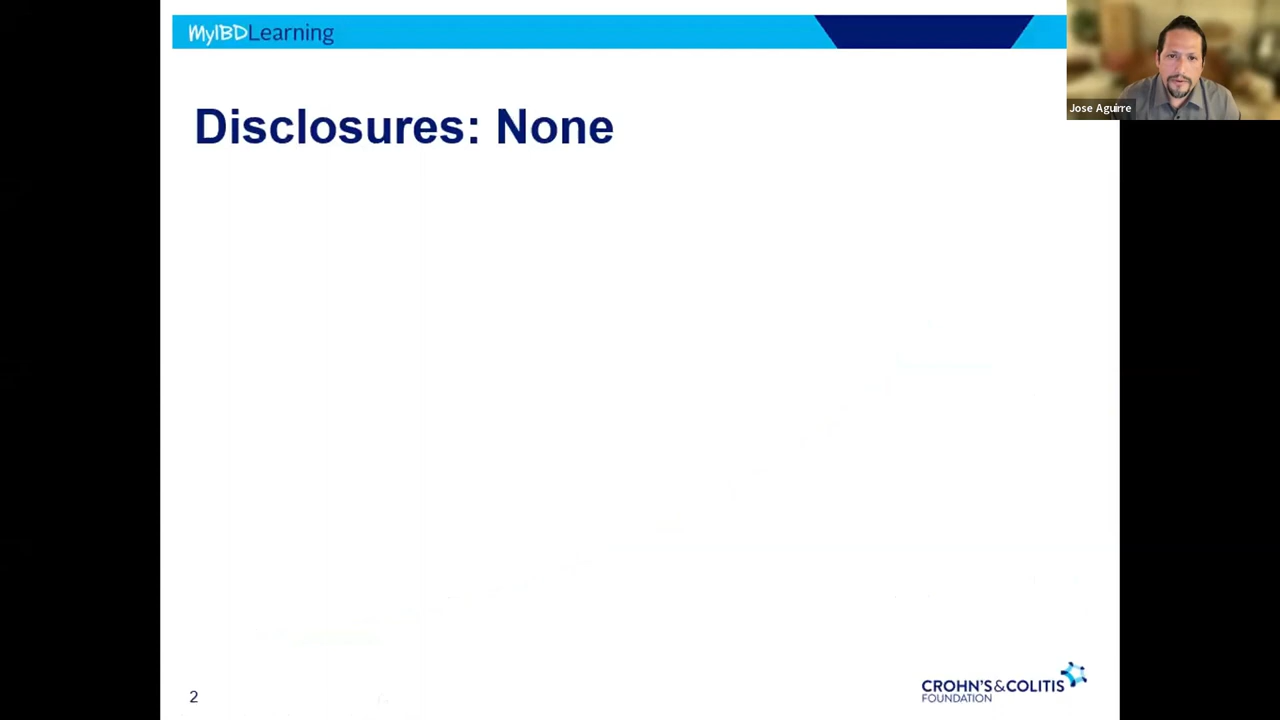 MyIBDLearning
Jose Aguirre
Disclosures: None
2
CROHN'S&COLITIS
FOUNDATION